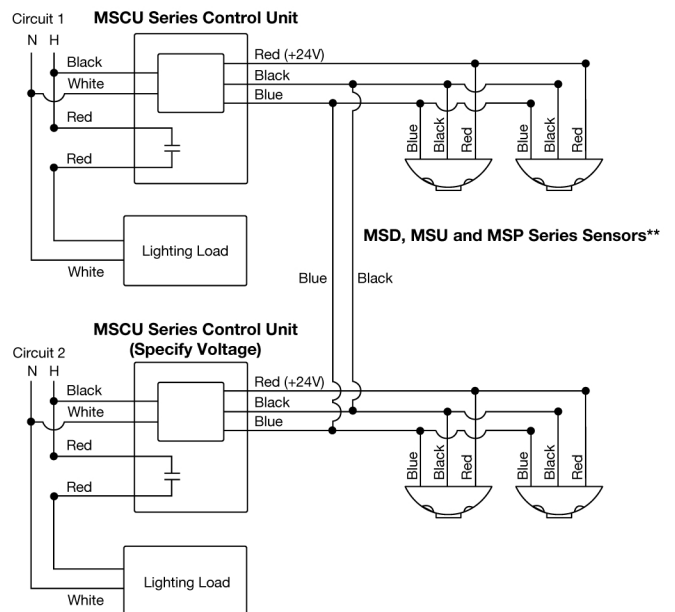 Circuit 1
MSCU Series Control Unit
N H
Black
White
Red
Red
Red (+24V)
Black
Blue
Blue
Black
Red
Blue
Black
Red
Lighting Load
White
MSD, MSU and MSP Series Sensors**
Blue
Black
MSCU Series Control Unit
(Specify Voltage)
Circuit 2
N H
Black
White
Red
Red
Red (+24V)
Black
Blue
Blue
Black
Red
Blue
Black
Red
Lighting Load
White